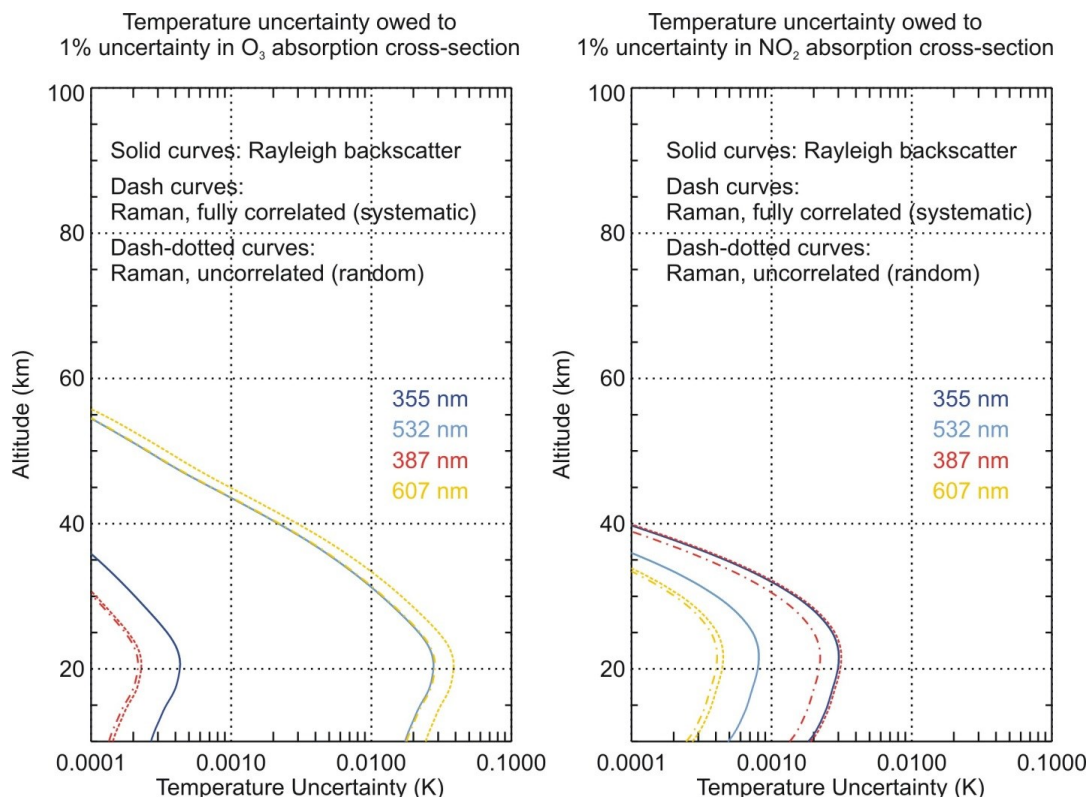 Temperature uncertainty owed to
1% uncertainty in O₃ absorption cross-section
100
80
60
40
20
Altitude (km)
Solid curves: Rayleigh backscatter
Dash curves:
Raman, fully correlated (systematic)
Dash-dotted curves:
Raman, uncorrelated (random)
355 nm
532 nm
387 nm
607 nm
0.0001
0.0010
0.0100
0.1000
Temperature Uncertainty (K)
Temperature uncertainty owed to
1% uncertainty in NO₂ absorption cross-section
100
80
60
40
20
Altitude (km)
Solid curves: Rayleigh backscatter
Dash curves:
Raman, fully correlated (systematic)
Dash-dotted curves:
Raman, uncorrelated (random)
355 nm
532 nm
387 nm
607 nm
0.0001
0.0010
0.0100
0.1000
Temperature Uncertainty (K)